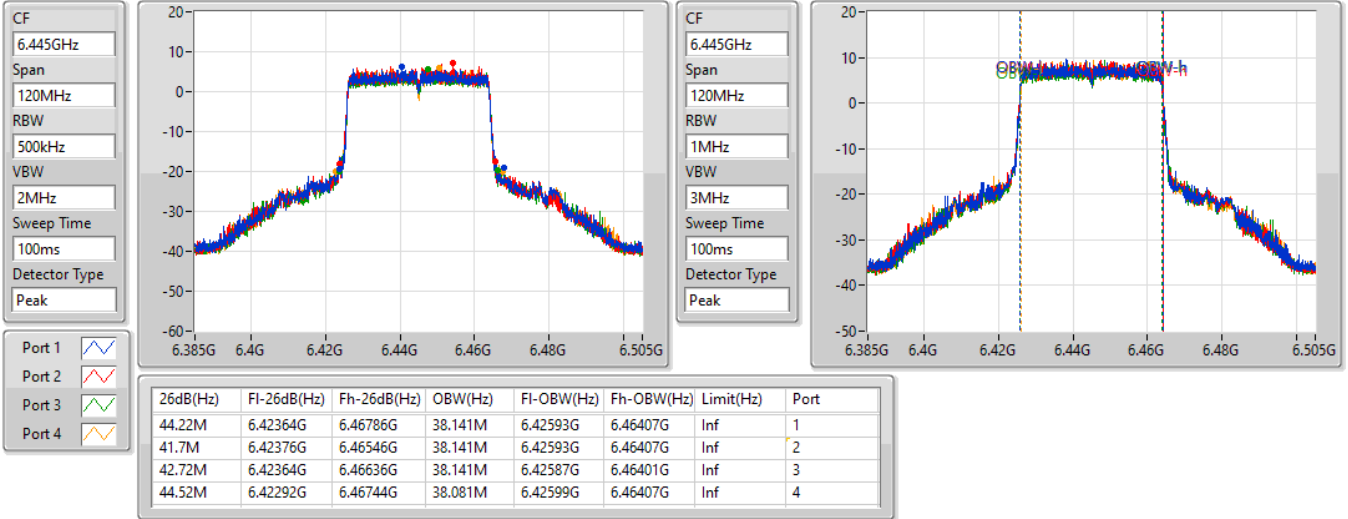 CF
6.445GHz
Span
120MHz
RBW
500kHz
VBW
2MHz
Sweep Time
100ms
Detector Type
Peak
20
10
0
-10
-20
-30
-40
-50
-60
6.385G 6.4G 6.42G 6.44G 6.46G 6.48G 6.505G
CF
6.445GHz
Span
120MHz
RBW
1MHz
VBW
3MHz
Sweep Time
100ms
Detector Type
Peak
20
10
0
-10
-20
-30
-40
-50
OBW-h
6.385G 6.4G 6.42G 6.44G 6.46G 6.48G 6.505G
Port 1
Port 2
Port 3
Port 4
26dB(Hz) Fl-26dB(Hz) Fh-26dB(Hz) OBW(Hz) Fl-OBW(Hz) Fh-OBW(Hz) Limit(Hz) Port
44.22M 6.42364G 6.46786G 38.141M 6.42593G 6.46407G Inf 1
41.7M 6.42376G 6.46546G 38.141M 6.42593G 6.46407G Inf 2
42.72M 6.42364G 6.46636G 38.141M 6.42587G 6.46401G Inf 3
44.52M 6.42292G 6.46744G 38.081M 6.42599G 6.46407G Inf 4